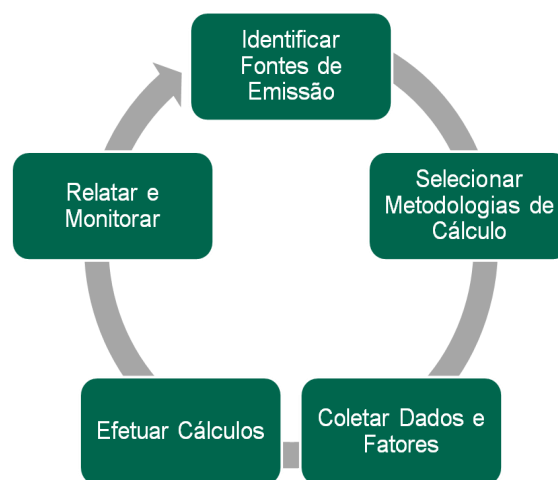 Identificar
Fontes de
Emissão
Selecionar
Metodologias de
Cálculo
Coletar Dados e
Fatores
Efetuar Cálculos
Relatar e
Monitorar